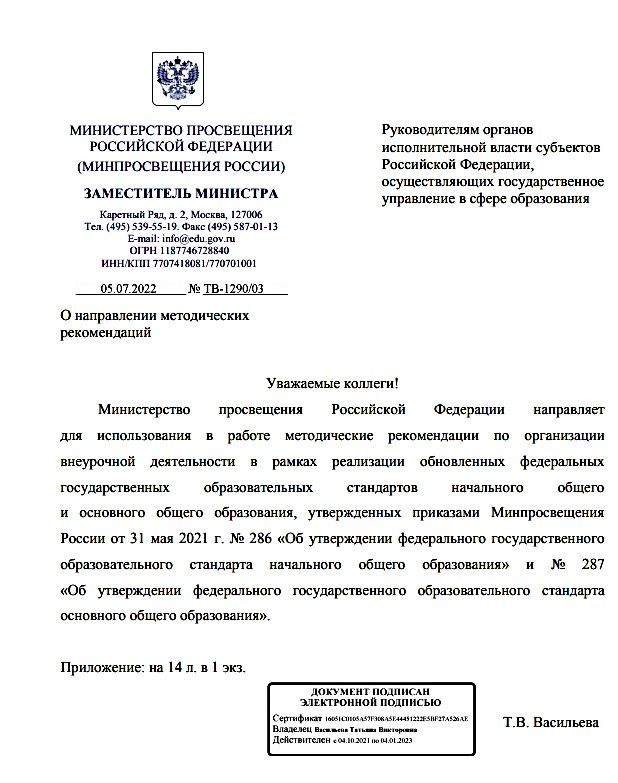 МИНИСТЕРСТВО ПРОСВЕЩЕНИЯ
РОССИЙСКОЙ ФЕДЕРАЦИИ
(МИНПРОСВЕЩЕНИЯ РОССИИ)
ЗАМЕСТИТЕЛЬ МИНИСТРА
Каретный Ряд, д. 2, Москва, 127006
Тел. (495) 539-55-19. Факс (495) 587-01-13
E-mail: info@edu.gov.ru
ОГРН 1187746728840
ИНН/КПП 7707418081/770701001
05.07.2022 № ТВ-1290/03
О направлении методических
рекомендаций
Руководителям органов
исполнительной власти субъектов
Российской Федерации,
осуществляющих государственное
управление в сфере образования
Уважаемые коллеги!
Министерство просвещения Российской Федерации направляет
для использования в работе методические рекомендации по организации
внеурочной деятельности в рамках реализации обновленных федеральных
государственных образовательных стандартов начального общего
и основного общего образования, утвержденных приказами Минпросвещения
России от 31 мая 2021 г. № 286 «Об утверждении федерального государственного
образовательного стандарта начального общего образования» и № 287
«Об утверждении федерального государственного образовательного стандарта
основного общего образования».
Приложение: на 14 л. в 1 экз.
ДОКУМЕНТ ПОДПИСАН
ЭЛЕКТРОННОЙ ПОДПИСЬЮ
Сертификат 16051C0105A57F308A5E44451222E5BF27A526AE
Владелец Васильева Татьяна Викторовна
Действителен с 04.10.2021 по 04.01.2023
Т.В. Васильева